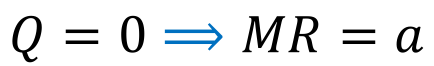 Q = 0 ⟹ MR = a